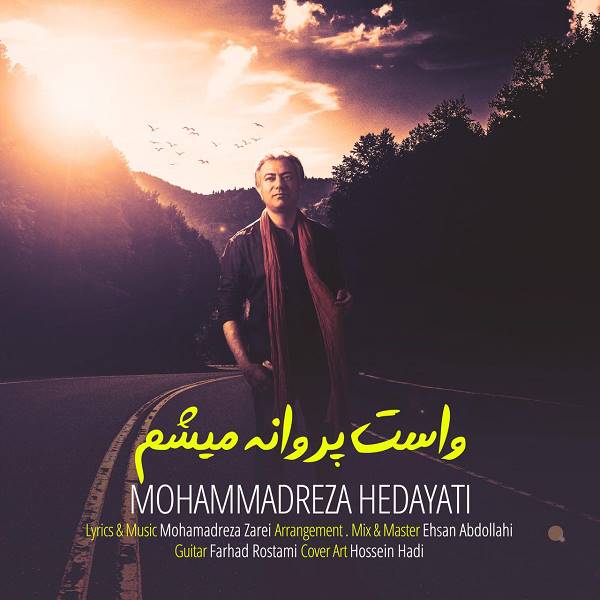 واست پروانه میشم
MOHAMMADREZA HEDAYATI
Lyrics & Music Mohamadreza Zarei Arrangement . Mix & Master Ehsan Abdollahi
Guitar Farhad Rostami Cover Art Hossein Hadi